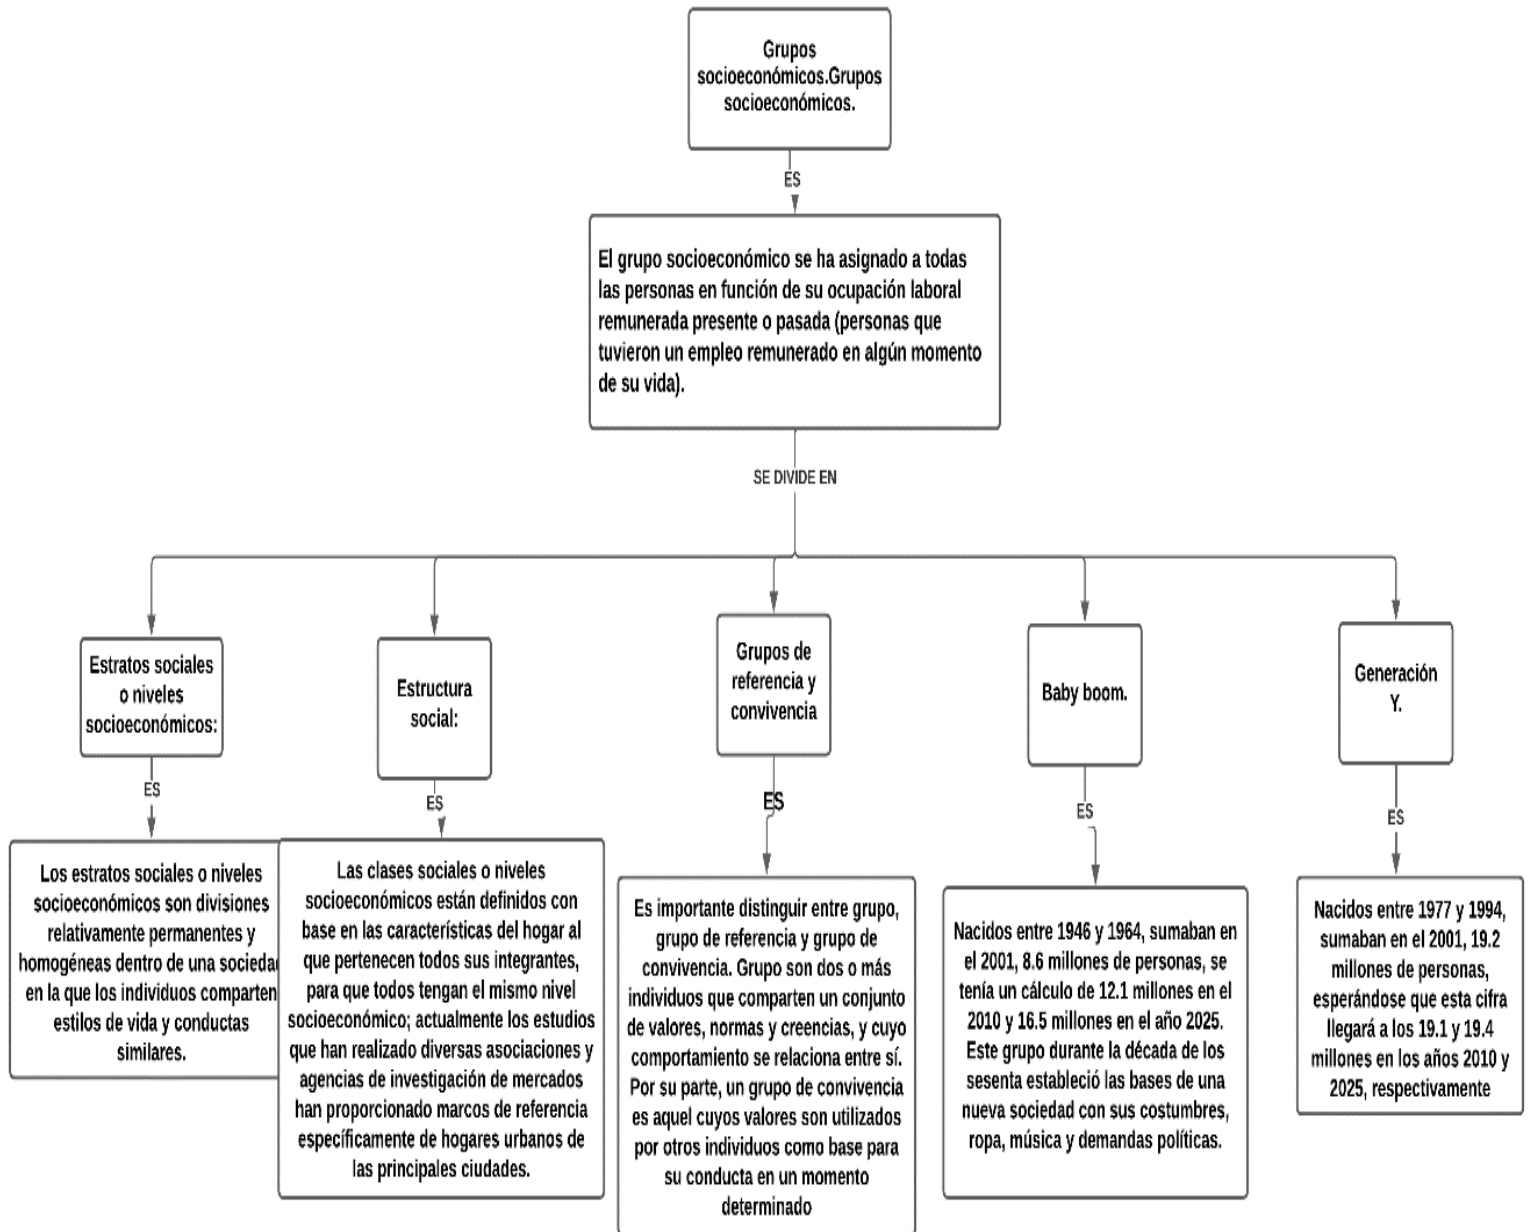 Grupos
socioeconómicos.Grupos
socioeconómicos.
ES
El grupo socioeconómico se ha asignado a todas
las personas en función de su ocupación laboral
remunerada presente o pasada (personas que
tuvieron un empleo remunerado en algún momento
de su vida).
SE DIVIDE EN
Estratos sociales
o niveles
socioeconómicos:
ES
Los estratos sociales o niveles
socioeconómicos son divisiones
relativamente permanentes y
homogéneas dentro de una sociedad
en la que los individuos comparten
estilos de vida y conductas
similares.
Estructura
social:
ES
Las clases sociales o niveles
socioeconómicos están definidos con
base en las características del hogar al
que pertenecen todos sus integrantes,
para que todos tengan el mismo nivel
socioeconómico; actualmente los estudios
que han realizado diversas asociaciones y
agencias de investigación de mercados
han proporcionado marcos de referencia
específicamente de hogares urbanos de
las principales ciudades.
Grupos de
referencia y
convivencia
ES
Es importante distinguir entre grupo,
grupo de referencia y grupo de
convivencia. Grupo son dos o más
individuos que comparten un conjunto
de valores, normas y creencias, y cuyo
comportamiento se relaciona entre sí.
Por su parte, un grupo de convivencia
es aquel cuyos valores son utilizados
por otros individuos como base para
su conducta en un momento
determinado
Baby boom.
ES
Nacidos entre 1946 y 1964, sumaban en
el 2001, 8.6 millones de personas, se
tenía un cálculo de 12.1 millones en el
2010 y 16.5 millones en el año 2025.
Este grupo durante la década de los
sesenta estableció las bases de una
nueva sociedad con sus costumbres,
ropa, música y demandas políticas.
Generación
Y.
ES
Nacidos entre 1977 y 1994,
sumaban en el 2001, 19.2
millones de personas,
esperándose que esta cifra
llegará a los 19.1 y 19.4
millones en los años 2010 y
2025, respectivamente